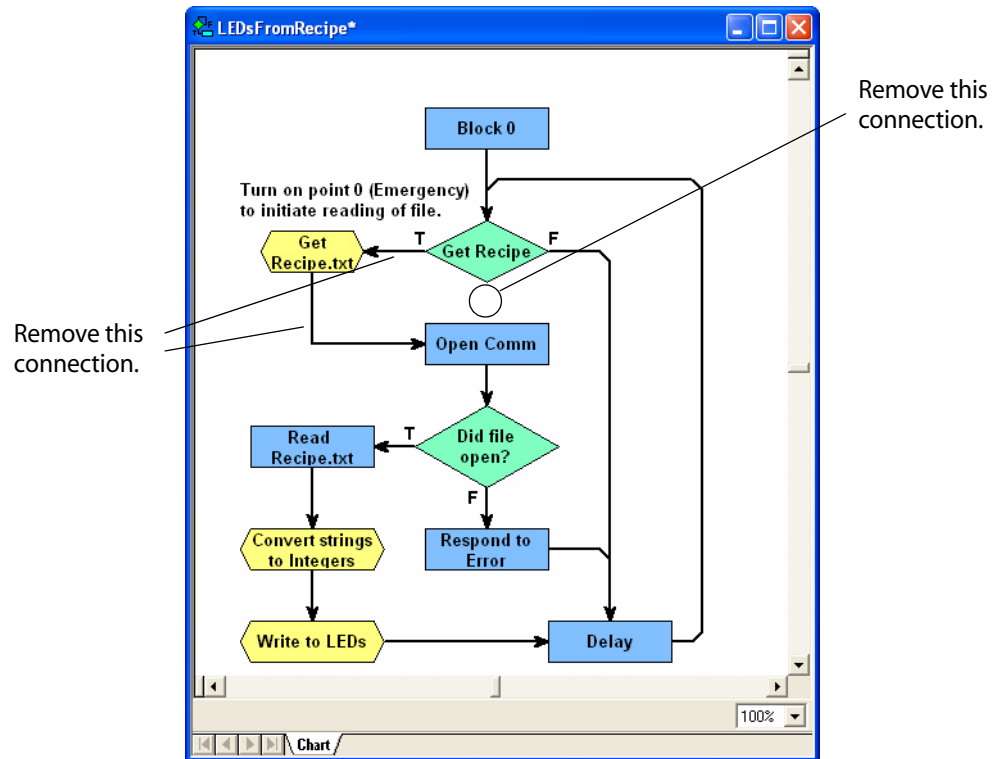 LEDsFromRecipe*
Remove this
connection.
Block 0
Turn on point 0 (Emergency)
to initiate reading of file.
Get
Recipe.txt
T
Get Recipe
F
Remove this
connection.
Open Comm
Read
Recipe.txt
T
Did file
open?
F
Convert strings
to Integers
Respond to
Error
Write to LEDs
Delay
100%
Chart